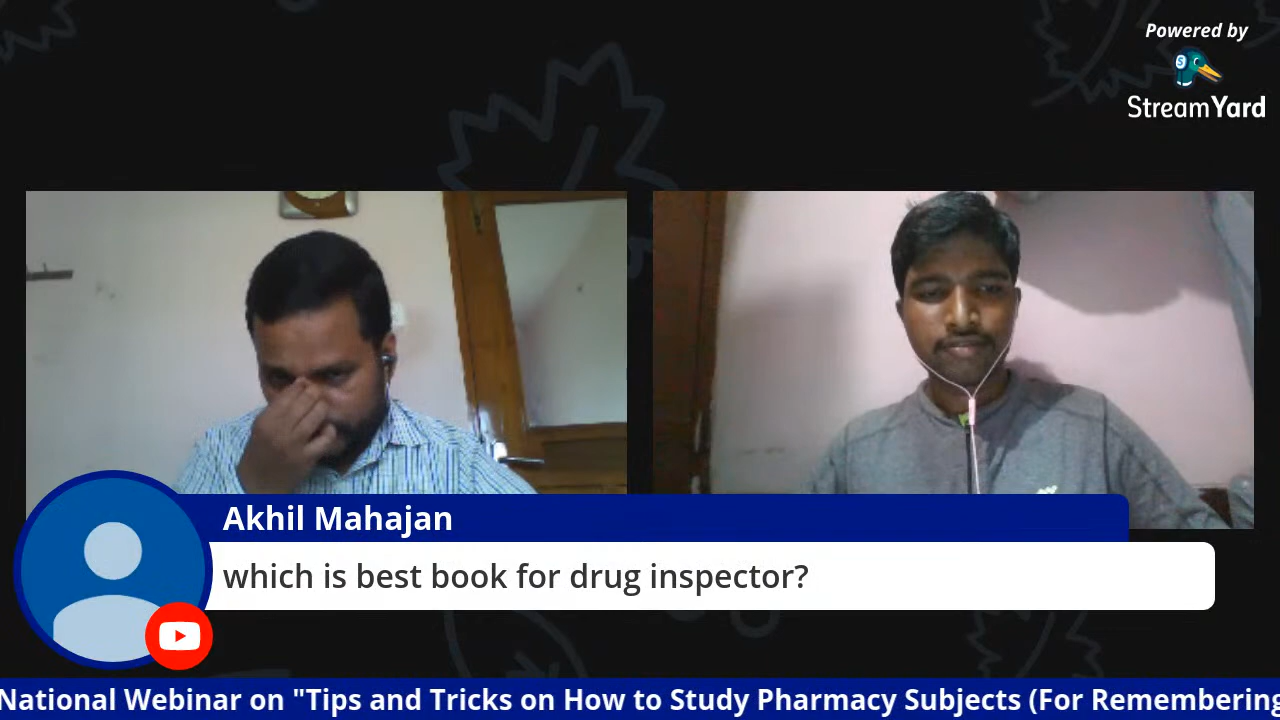 Powered by
StreamYard
Akhil Mahajan
which is best book for drug inspector?
National Webinar on "Tips and Tricks on How to Study Pharmacy Subjects (For Remembering